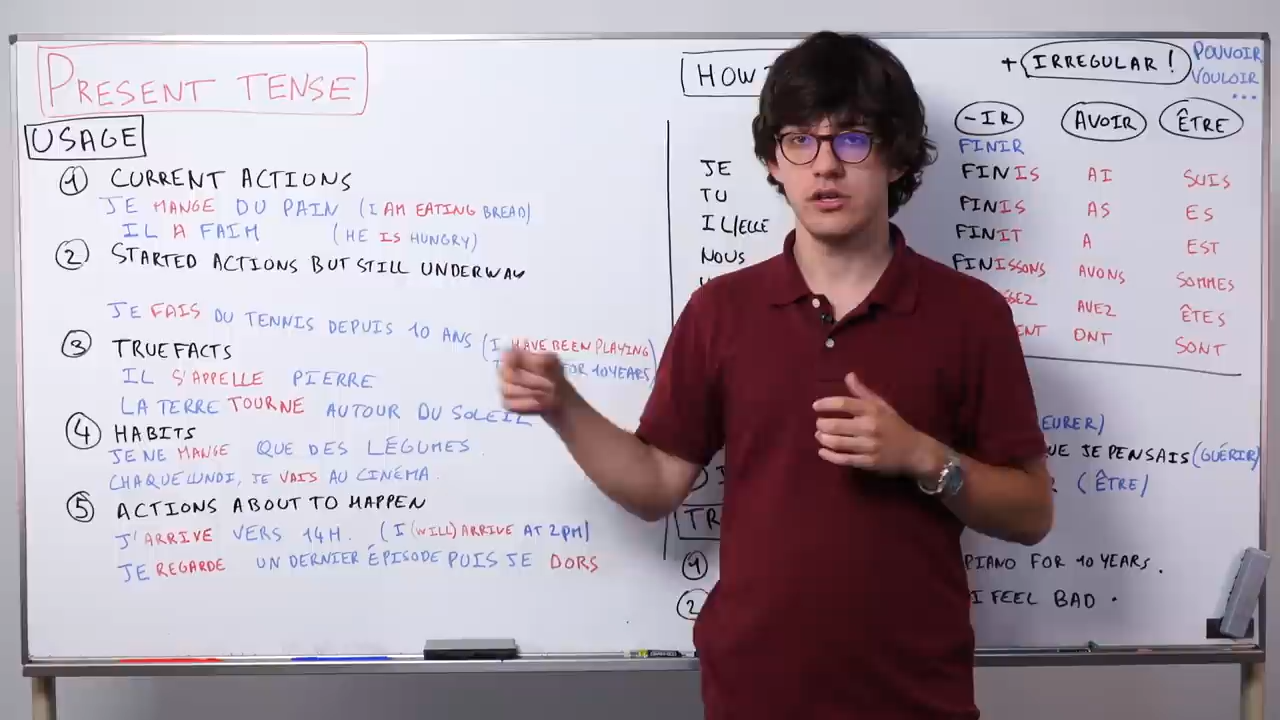 PRESENT TENSE
USAGE
1 CURRENT ACTIONS
JE MANGE DU PAIN (I AM EATING BREAD)
IL A FAIM (HE IS HUNGRY)
2 STARTED ACTIONS BUT STILL UNDERWAY
JE FAIS DU TENNIS DEPUIS 10 ANS (I HAVE BEEN PLAYING
FOR 10 YEARS)
3 TRUE FACTS
IL S'APPELLE PIERRE
LA TERRE TOURNE AUTOUR DU SOLEIL
4 HABITS
JE NE MANGE QUE DES LÉGUMES
CHAQUE LUNDI, JE VAIS AU CINÉMA.
5 ACTIONS ABOUT TO HAPPEN
J'ARRIVE VERS 14H. (I (WILL) ARRIVE AT 2PM)
JE REGARDE UN DERNIER ÉPISODE PUIS JE DORS
HOW
+ IRREGULAR! POUVOIR
VOULOIR
...
-IR AVOIR ÊTRE
FINIR
JE FINIS AI SUIS
TU FINIS AS ES
IL/ELLE FINIT A EST
NOUS FINISSONS AVONS SOMMES
AVEZ ÊTES
ENT ONT SONT
EURER)
UE JE PENSAIS (GUÉRIR)
(ÊTRE)
TR
1 PIANO FOR 10 YEARS.
2 I FEEL BAD.